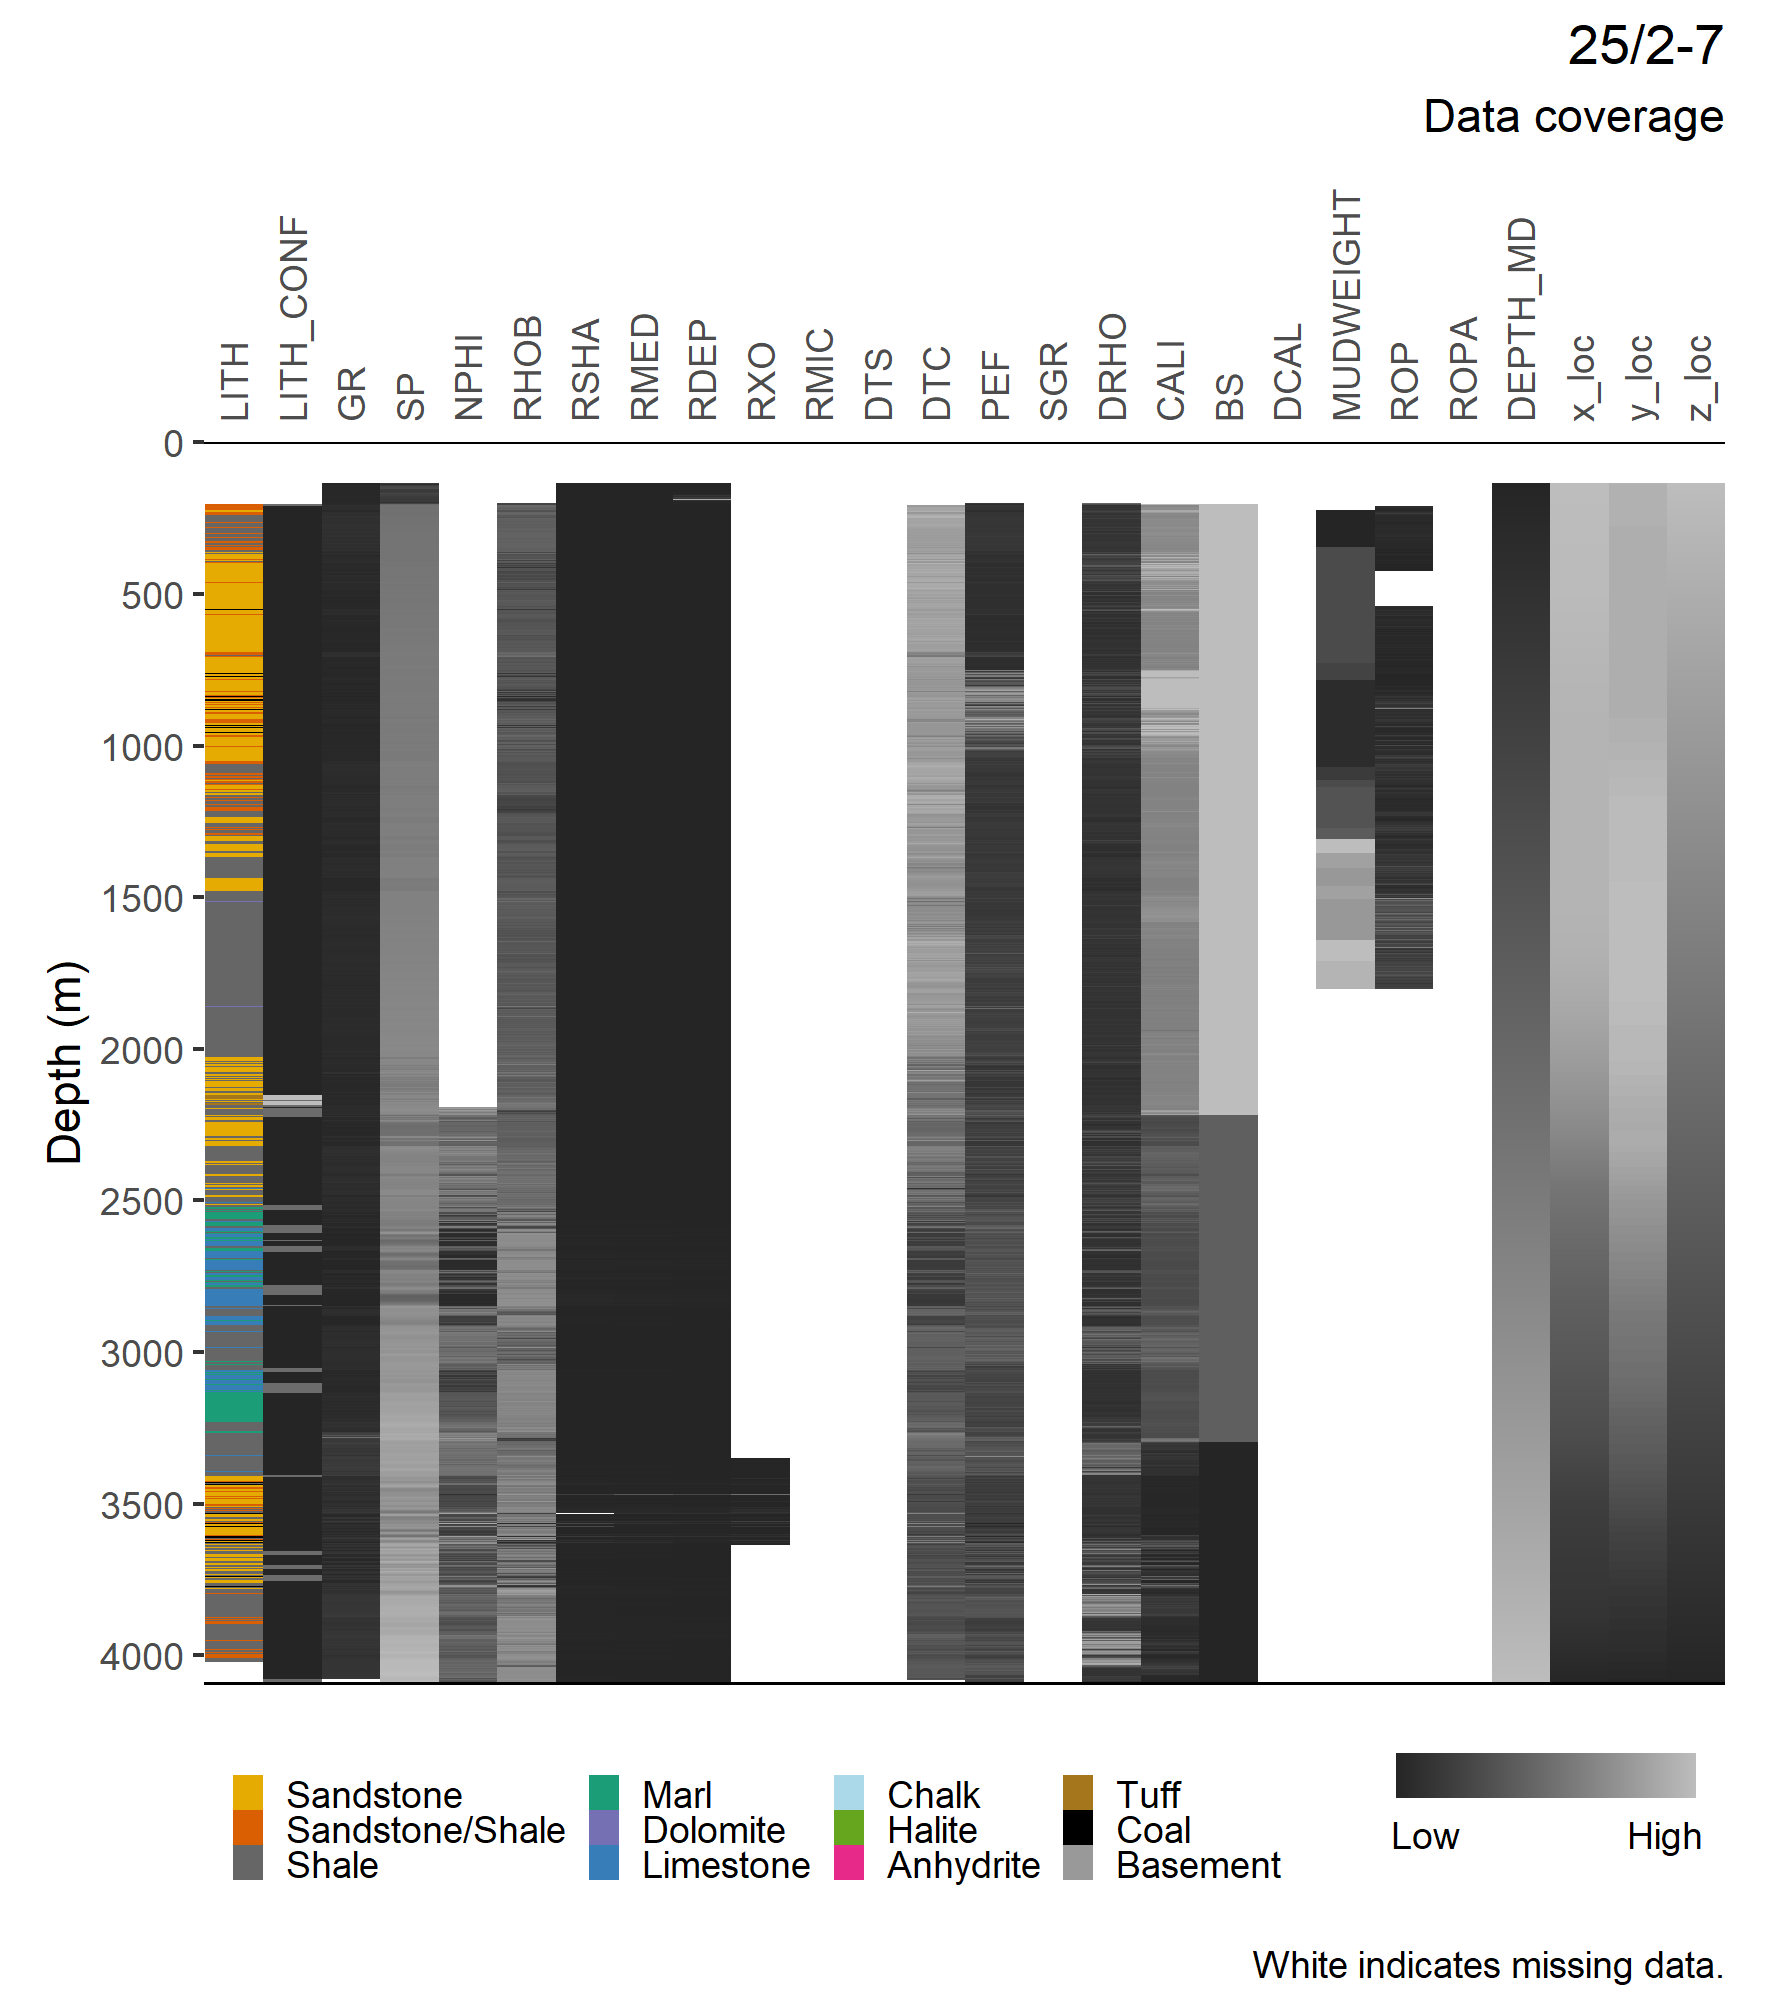 25/2-7
Data coverage
LITH
LITH_CONF
GR
SP
NPHI
RHOB
RSHA
RMED
RDEP
RXO
RMIC
DTS
DTC
PEF
SGR
DRHO
CALI
BS
DCAL
MUDWEIGHT
ROP
ROPA
DEPTH_MD
x_loc
y_loc
z_loc
Depth (m)
0
500
1000
1500
2000
2500
3000
3500
4000
Sandstone
Sandstone/Shale
Shale
Marl
Dolomite
Limestone
Chalk
Halite
Anhydrite
Tuff
Coal
Basement
Low High
White indicates missing data.